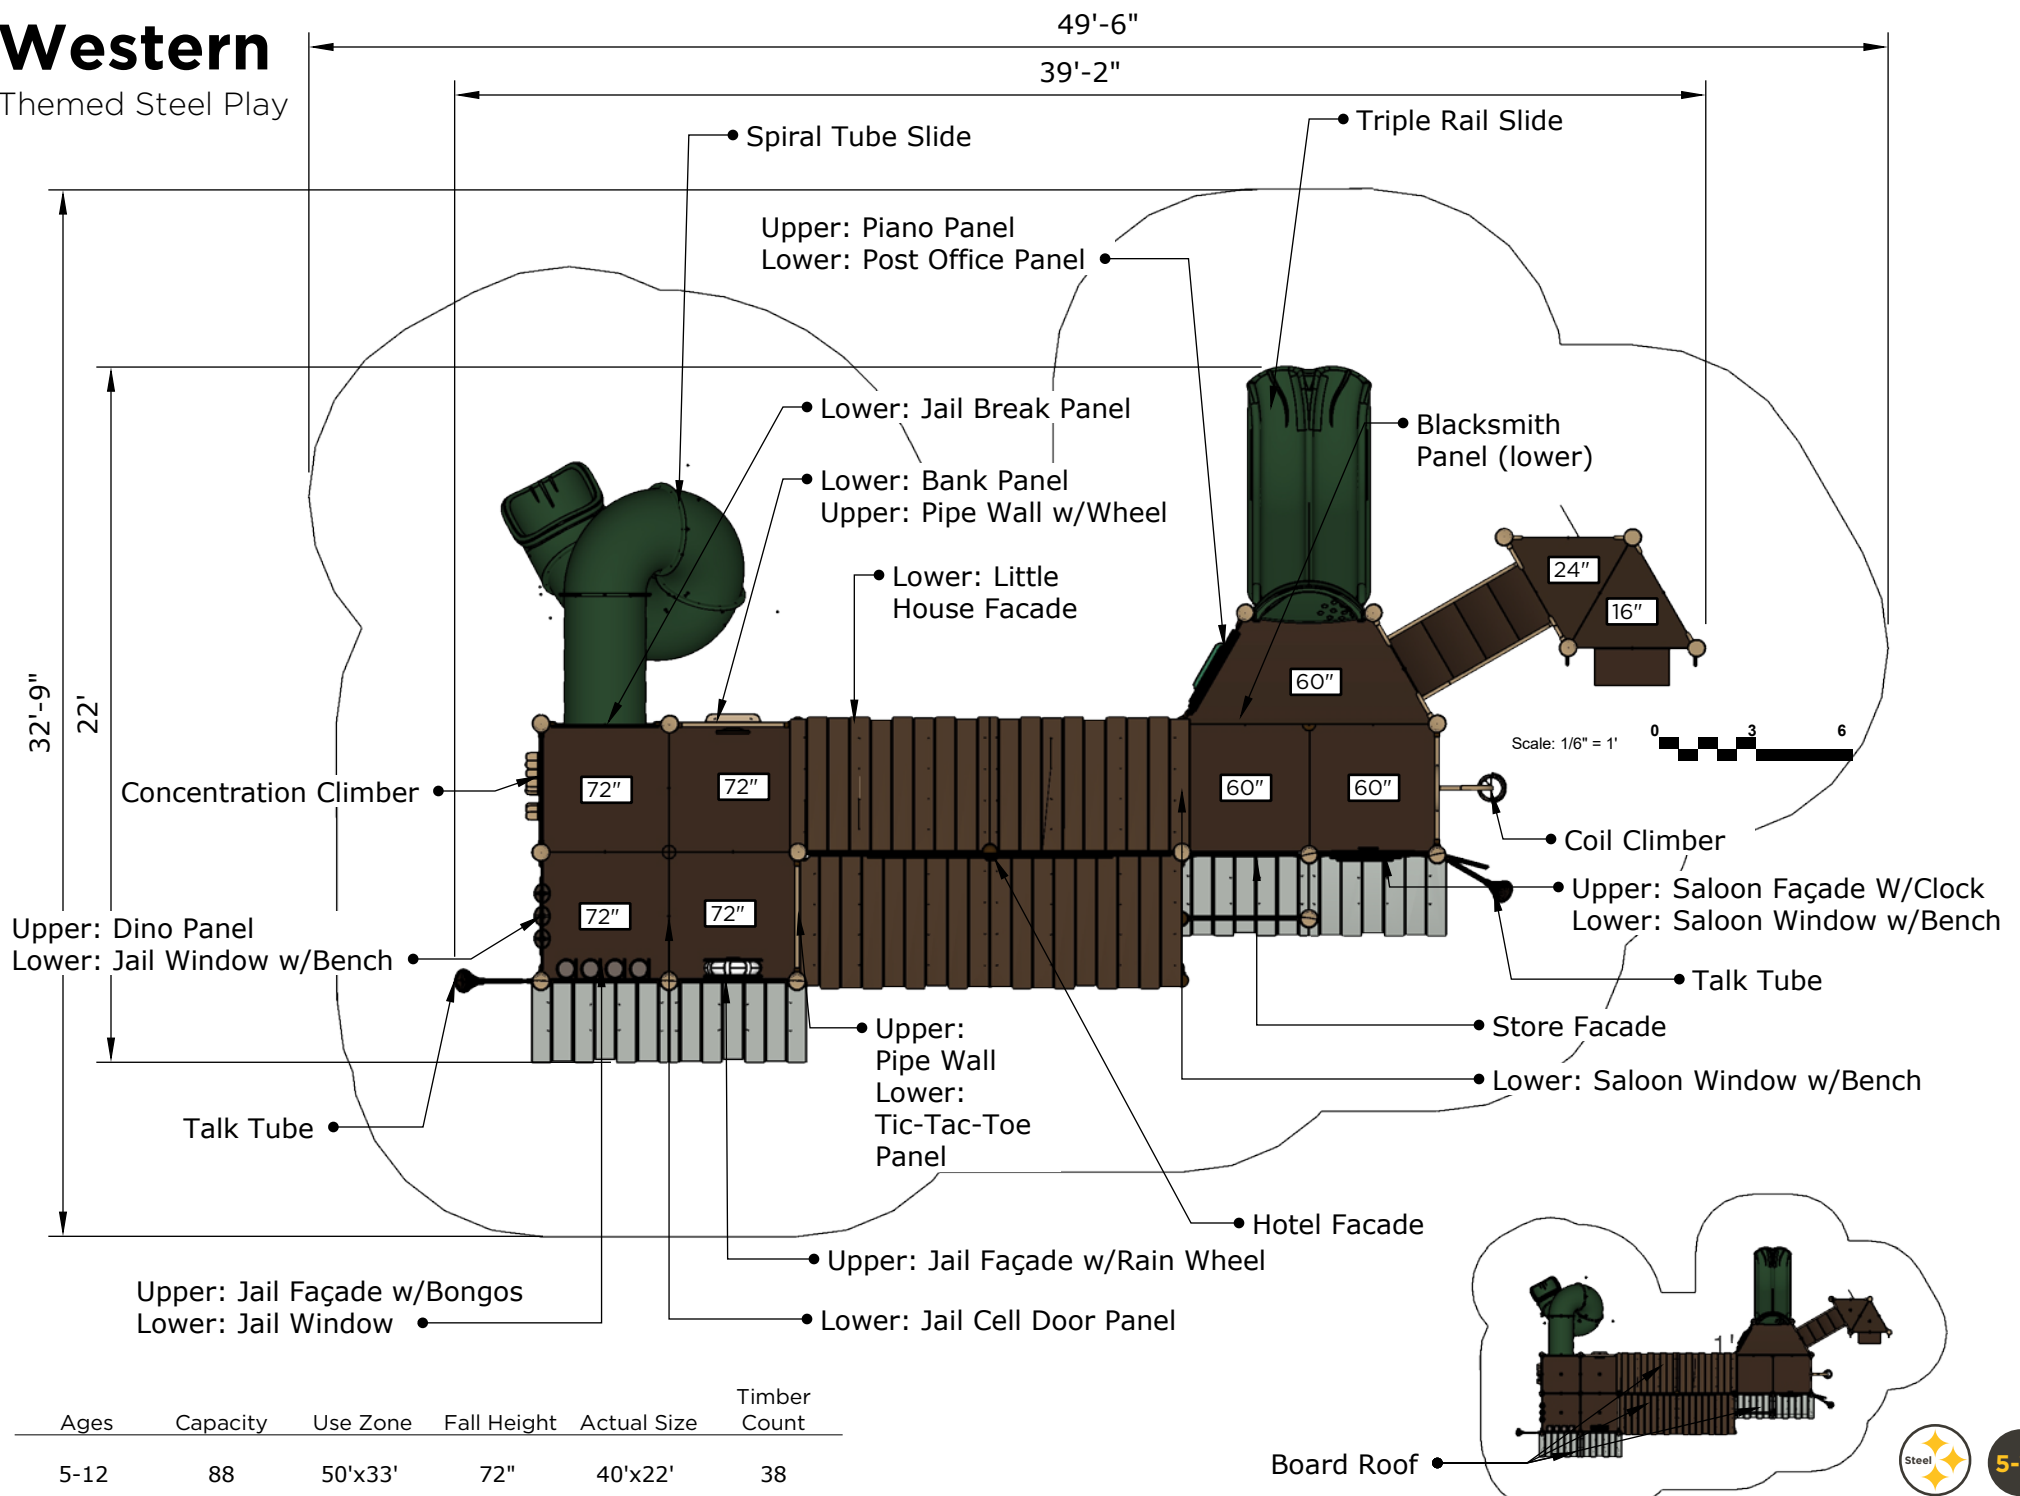 Western
Themed Steel Play
49'-6"
39'-2"
Spiral Tube Slide
Triple Rail Slide
Upper: Piano Panel
Lower: Post Office Panel
Lower: Jail Break Panel
Blacksmith
Panel (lower)
Lower: Bank Panel
Upper: Pipe Wall w/Wheel
Lower: Little
House Facade
24"
16"
60"
32'-9"
22'
Scale: 1/6" = 1'
0 3 6
Concentration Climber
72"
72"
60"
60"
Coil Climber
Upper: Saloon Façade W/Clock
Lower: Saloon Window w/Bench
72"
72"
Upper: Dino Panel
Lower: Jail Window w/Bench
Talk Tube
Store Facade
Upper:
Pipe Wall
Lower:
Tic-Tac-Toe
Panel
Lower: Saloon Window w/Bench
Talk Tube
Hotel Facade
Upper: Jail Façade w/Rain Wheel
Upper: Jail Façade w/Bongos
Lower: Jail Window
Lower: Jail Cell Door Panel
1'
Board Roof
Ages Capacity Use Zone Fall Height Actual Size Timber Count
5-12 88 50'x33' 72" 40'x22' 38
Steel
5-